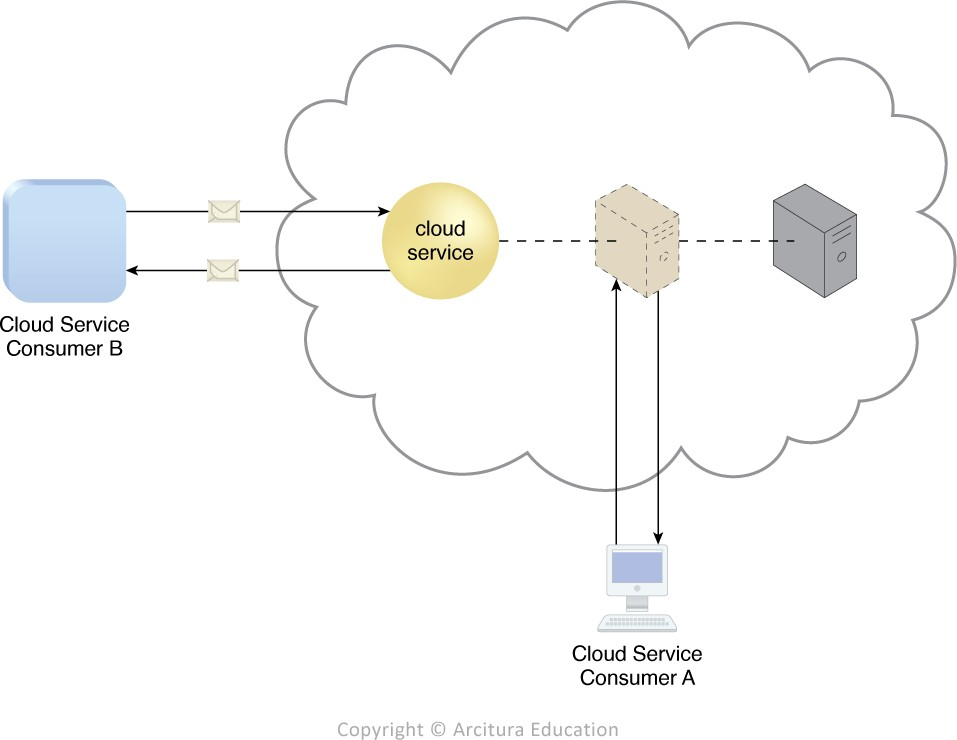 cloud
service
Cloud Service
Consumer B
Cloud Service
Consumer A
Copyright © Arcitura Education